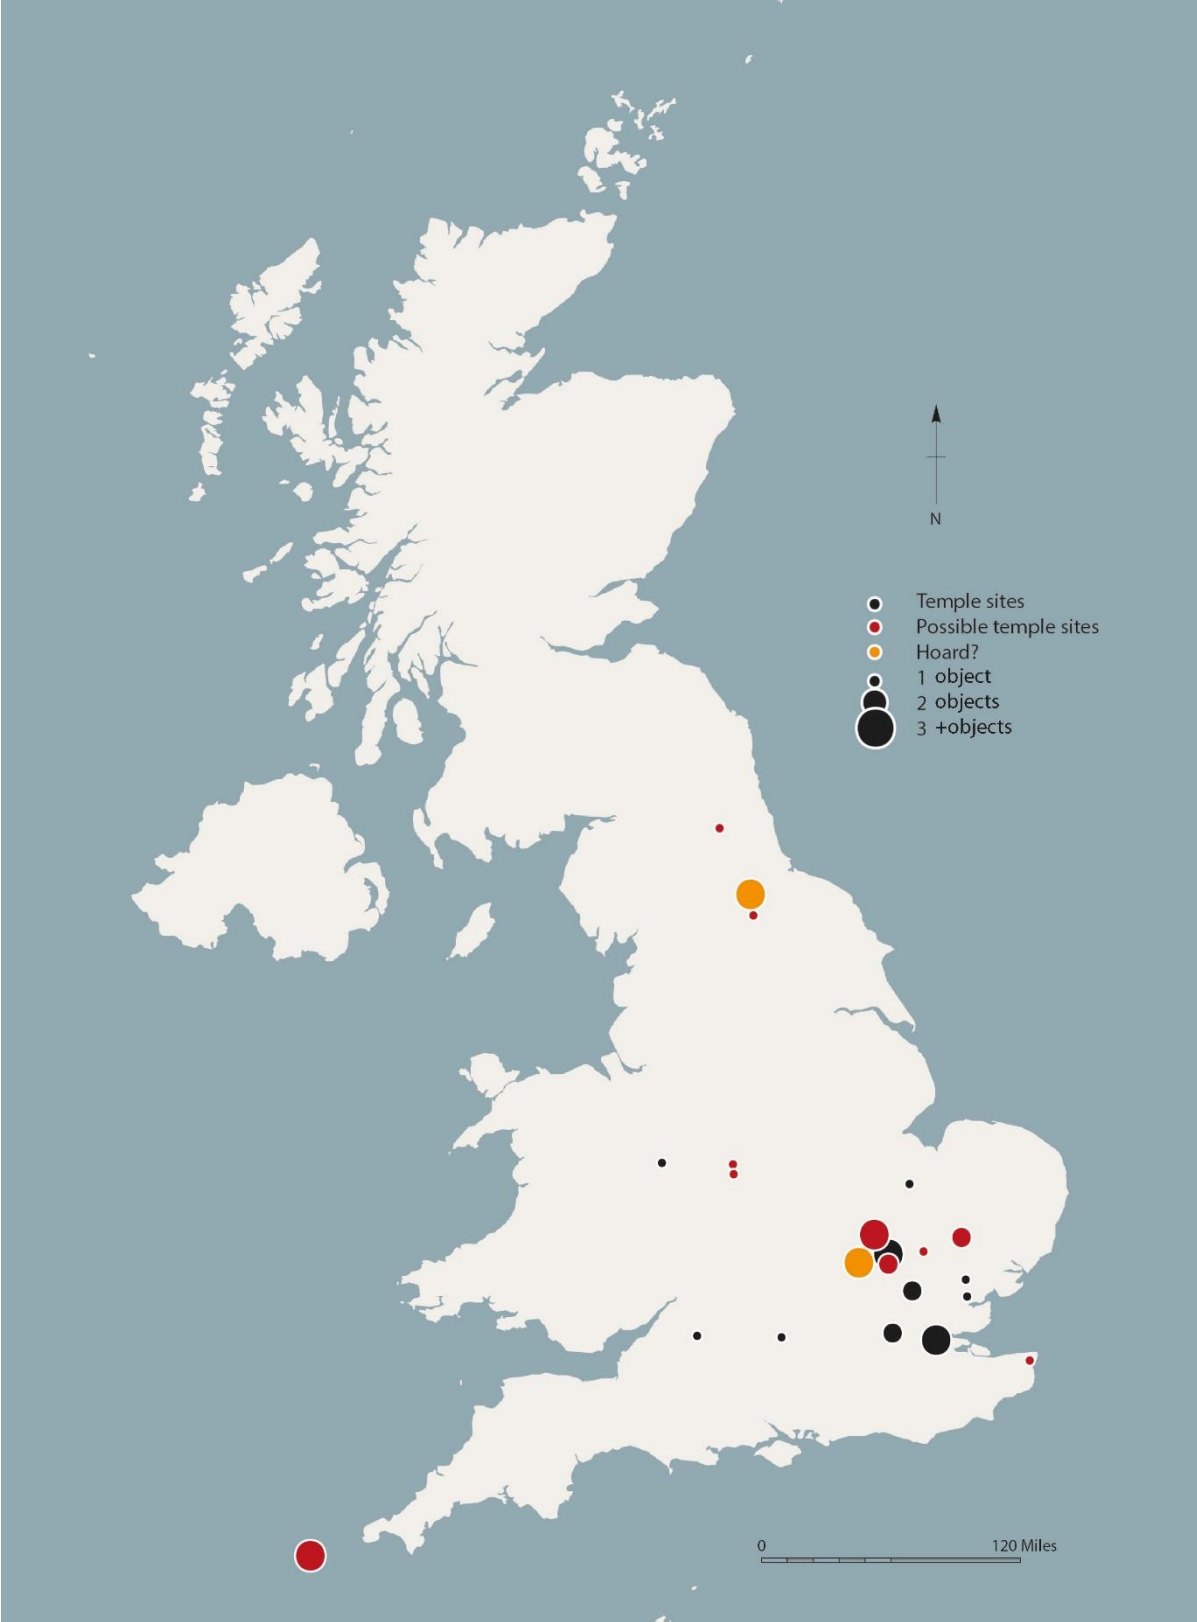 N
Temple sites
Possible temple sites
Hoard?
1 object
2 objects
3 +objects
0 120 Miles